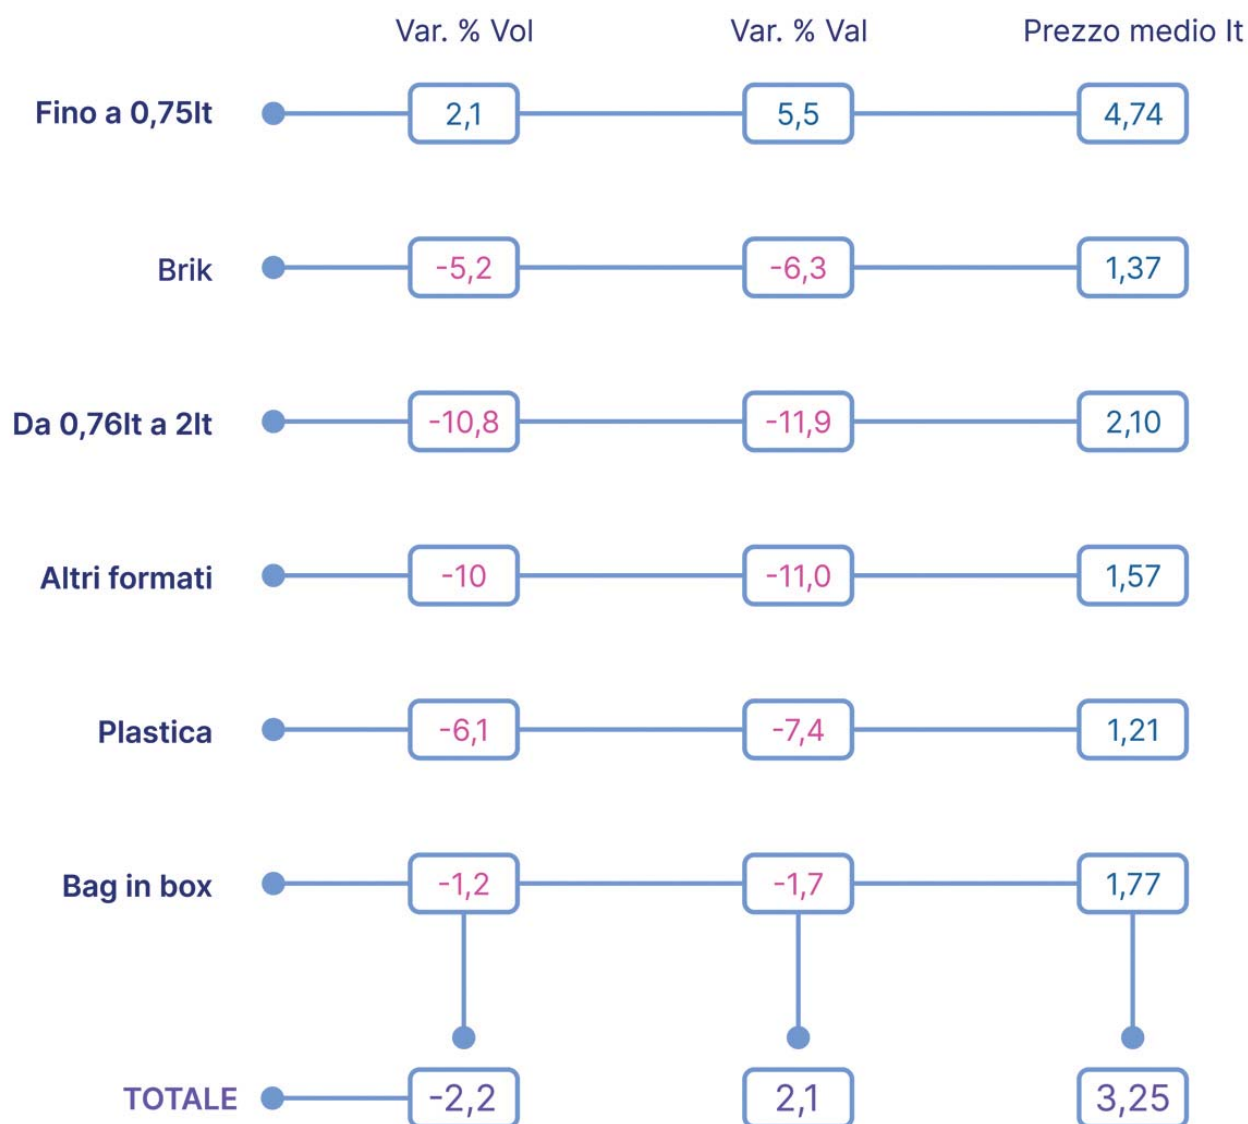 Var. % Vol Var. % Val Prezzo medio lt
Fino a 0,75lt 2,1 5,5 4,74
Brik -5,2 -6,3 1,37
Da 0,76lt a 2lt -10,8 -11,9 2,10
Altri formati -10 -11,0 1,57
Plastica -6,1 -7,4 1,21
Bag in box -1,2 -1,7 1,77
TOTALE -2,2 2,1 3,25